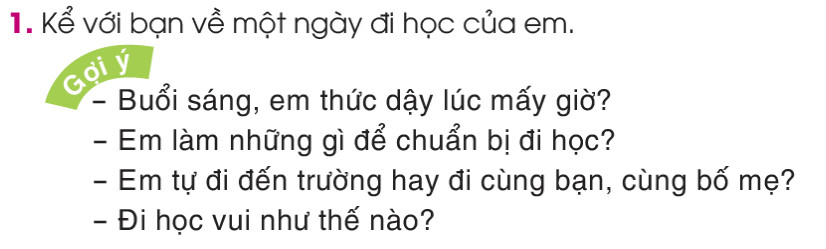 1. Kể với bạn về một ngày đi học của em.
Gợi ý
– Buổi sáng, em thức dậy lúc mấy giờ?
– Em làm những gì để chuẩn bị đi học?
– Em tự đi đến trường hay đi cùng bạn, cùng bố mẹ?
– Đi học vui như thế nào?